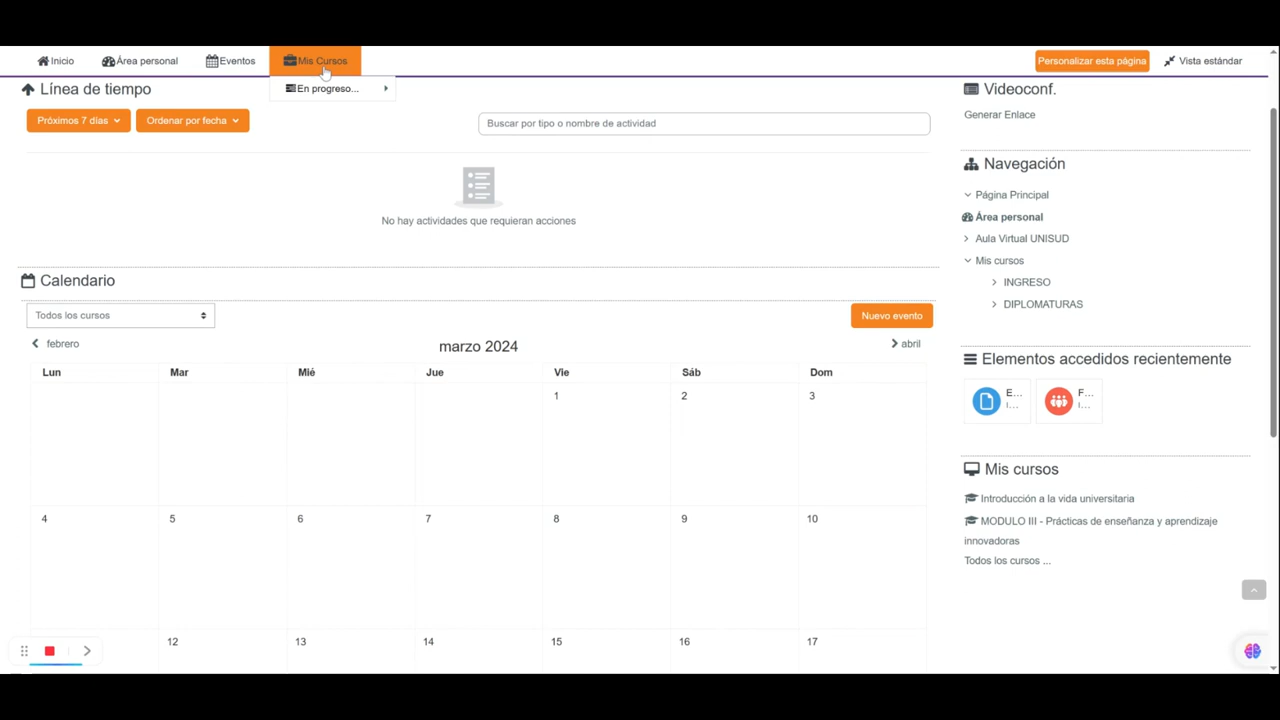 Inicio
Área personal
Eventos
Mis Cursos
Personalizar esta página
Vista estándar
En progreso...
Línea de tiempo
Próximos 7 días
Ordenar por fecha
Buscar por tipo o nombre de actividad
No hay actividades que requieran acciones
Calendario
Todos los cursos
Nuevo evento
febrero
marzo 2024
abril
Lun Mar Mié Jue Vie Sáb Dom
1 2 3
4 5 6 7 8 9 10
12 13 14 15 16 17
Videoconf.
Generar Enlace
Navegación
Página Principal
Área personal
Aula Virtual UNISUD
Mis cursos
INGRESO
DIPLOMATURAS
Elementos accedidos recientemente
E... F...
I... I...
Mis cursos
Introducción a la vida universitaria
MODULO III - Prácticas de enseñanza y aprendizaje
innovadoras
Todos los cursos ...